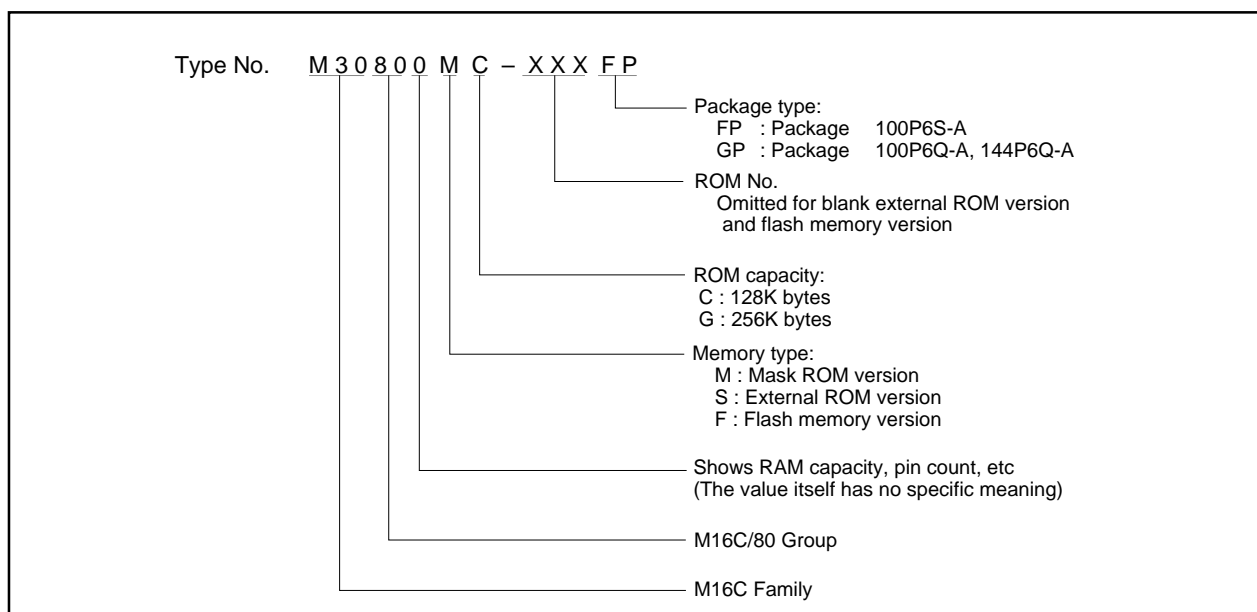 Type No. M 3 0 8 0 0 M C – X X X F P
Package type:
FP : Package 100P6S-A
GP : Package 100P6Q-A, 144P6Q-A
ROM No.
Omitted for blank external ROM version
and flash memory version
ROM capacity:
C : 128K bytes
G : 256K bytes
Memory type:
M : Mask ROM version
S : External ROM version
F : Flash memory version
Shows RAM capacity, pin count, etc
(The value itself has no specific meaning)
M16C/80 Group
M16C Family